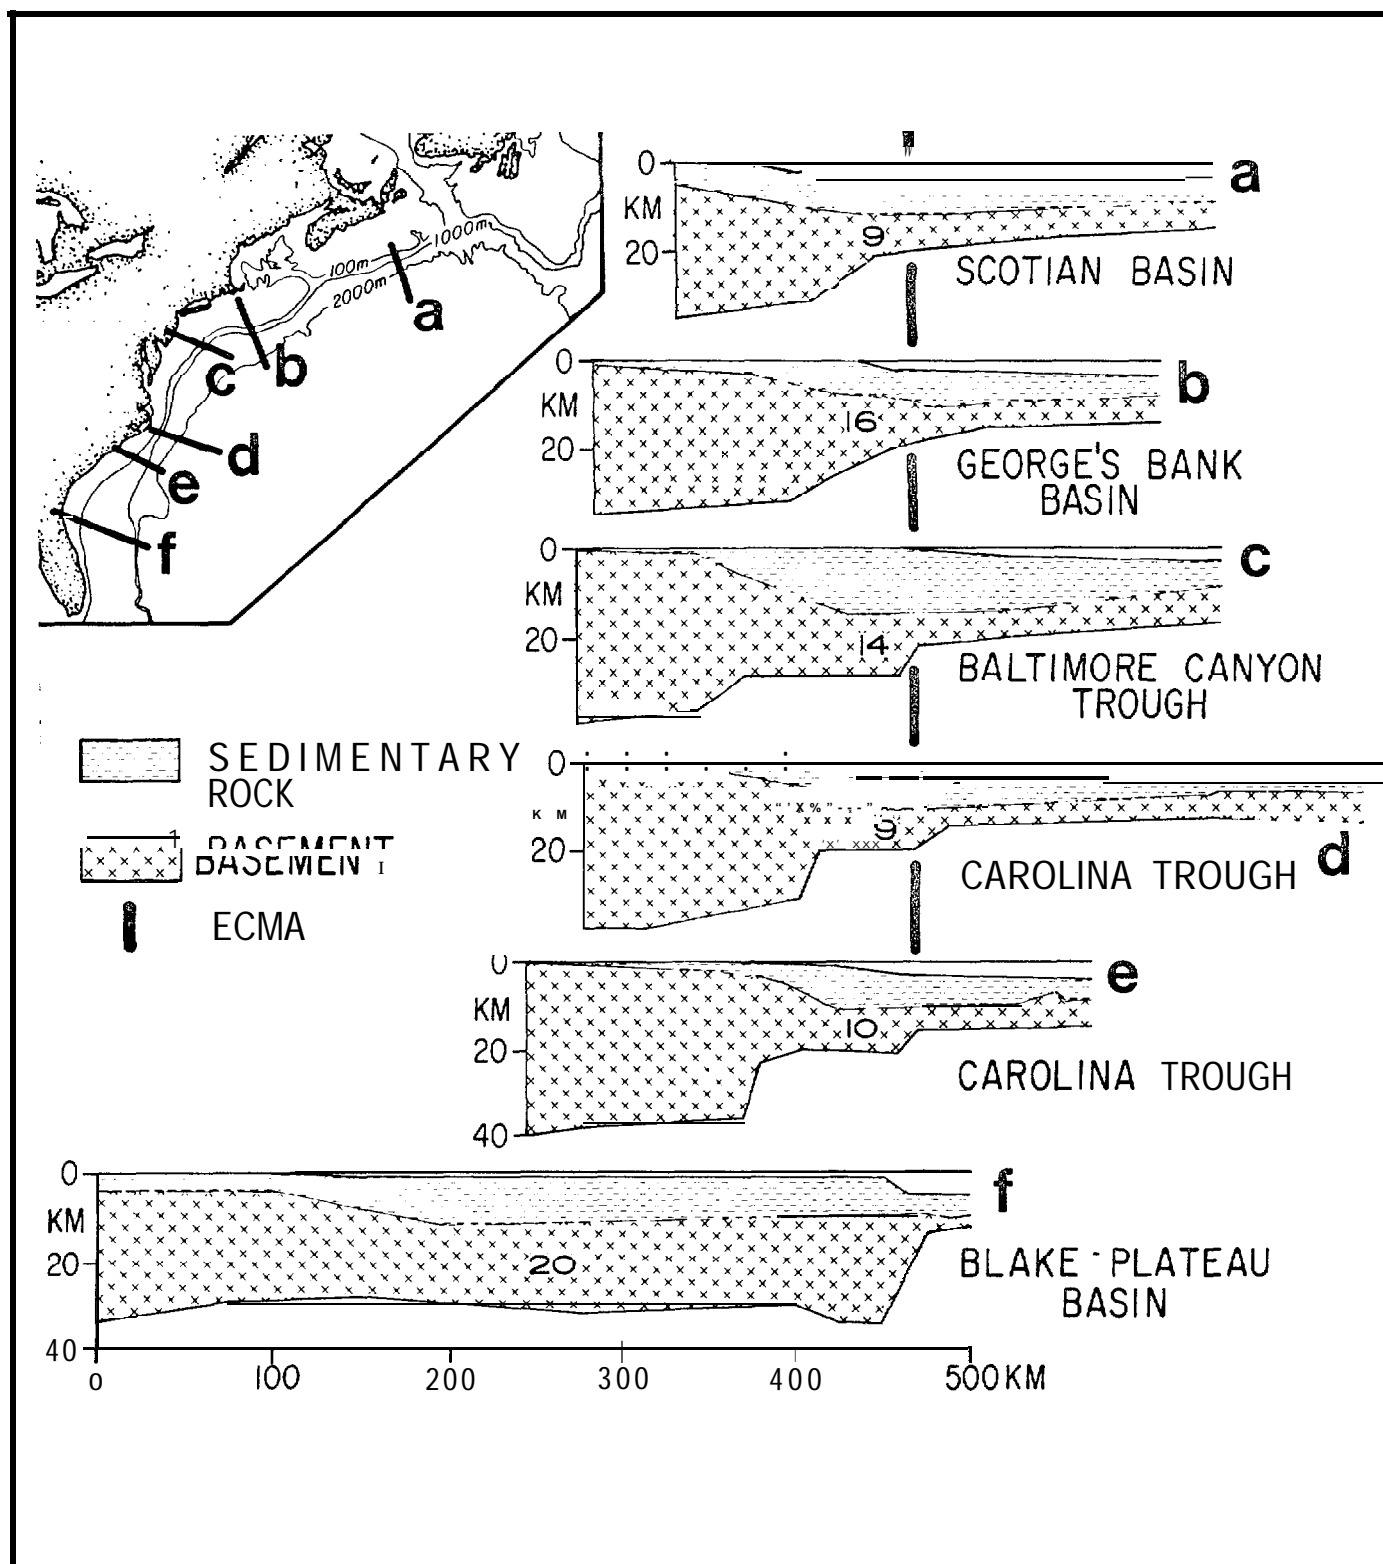 100m
1000m
2000m
a
b
c
d
e
f
0
KM
20
9
a
SCOTIAN BASIN
0
KM
20
16
b
GEORGE'S BANK
BASIN
0
KM
20
14
c
BALTIMORE CANYON
TROUGH
SEDIMENTARY
ROCK
BASEMENT
BASEMENT
ECMA
0
KM
20
9
d
CAROLINA TROUGH
0
KM
20
40
10
e
CAROLINA TROUGH
0
KM
20
40
20
f
BLAKE-PLATEAU
BASIN
0 100 200 300 400 500KM